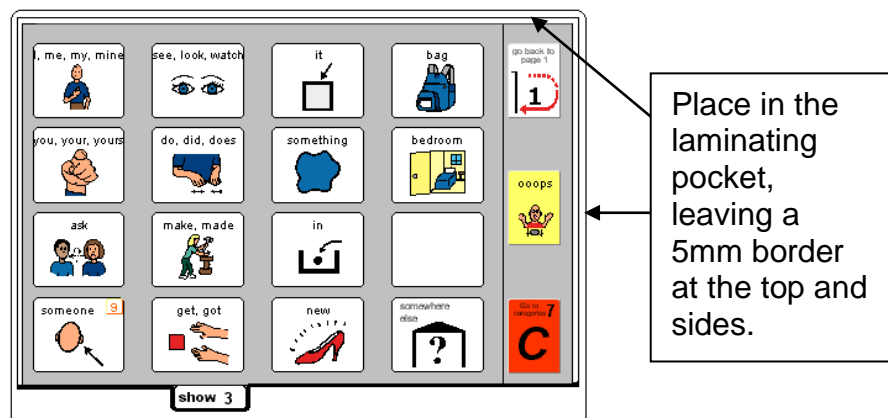 I, me, my, mine
see, look, watch
it
bag
go back to
page 1
1
you, your, yours
do, did, does
something
bedroom
ooops
ask
make, made
in
someone
9
get, got
new
somewhere
else
?
Go to
categories 7
C
show 3
Place in the
laminating
pocket,
leaving a
5mm border
at the top and
sides.